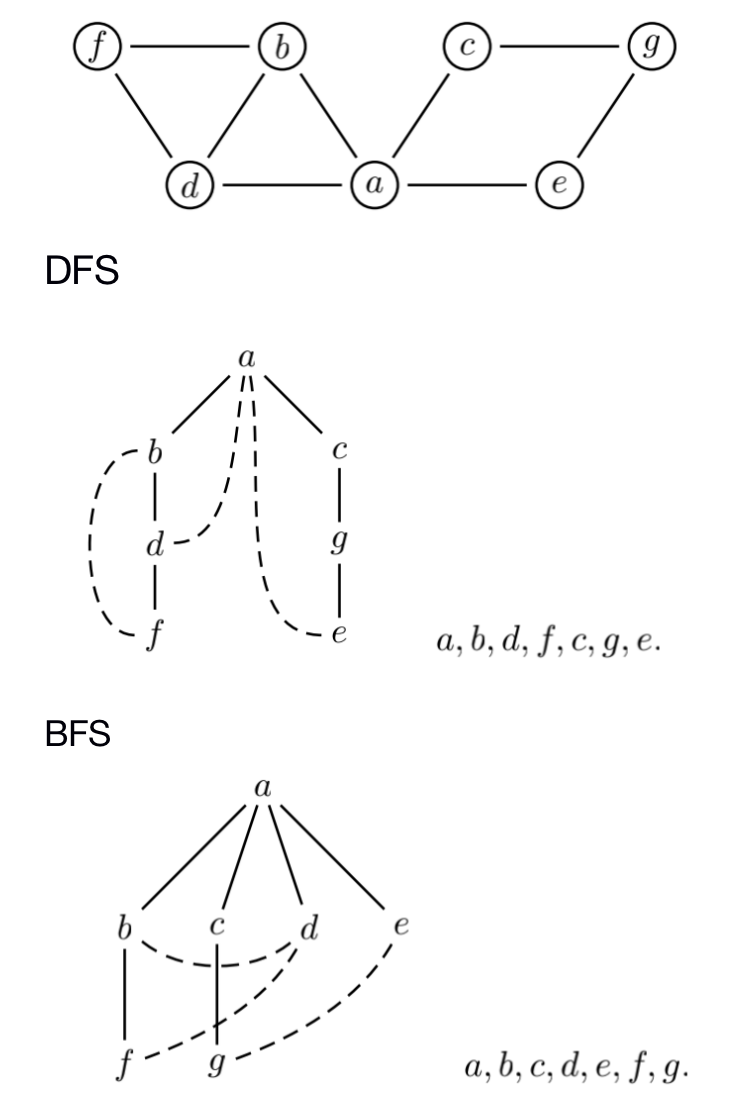 f b c g
d a e
DFS
a
b c
d g
f e a, b, d, f, c, g, e.
BFS
a
b c d e
f g a, b, c, d, e, f, g.